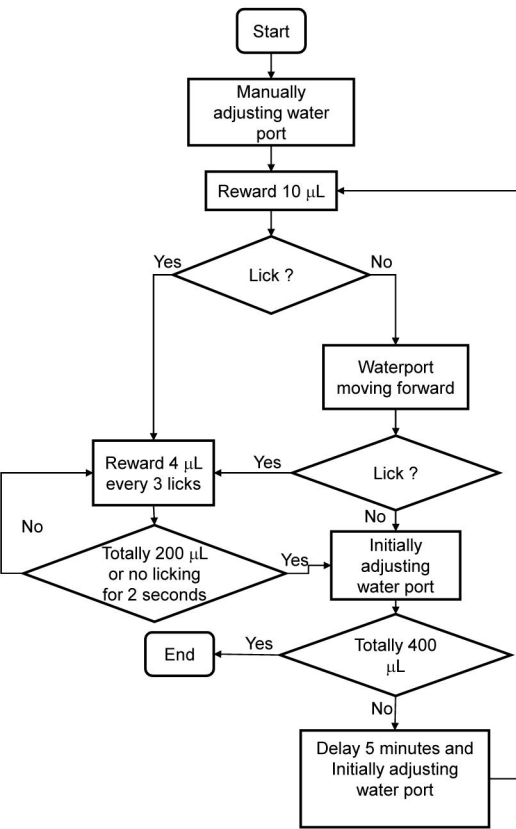 Start
Manually
adjusting water
port
Reward 10 μL
Yes
Lick ?
No
Waterport
moving forward
Reward 4 μL
every 3 licks
Yes
Lick ?
No
No
Totally 200 μL
or no licking
for 2 seconds
Yes
Initially
adjusting
water port
End
Yes
Totally 400
μL
No
Delay 5 minutes and
Initially adjusting
water port